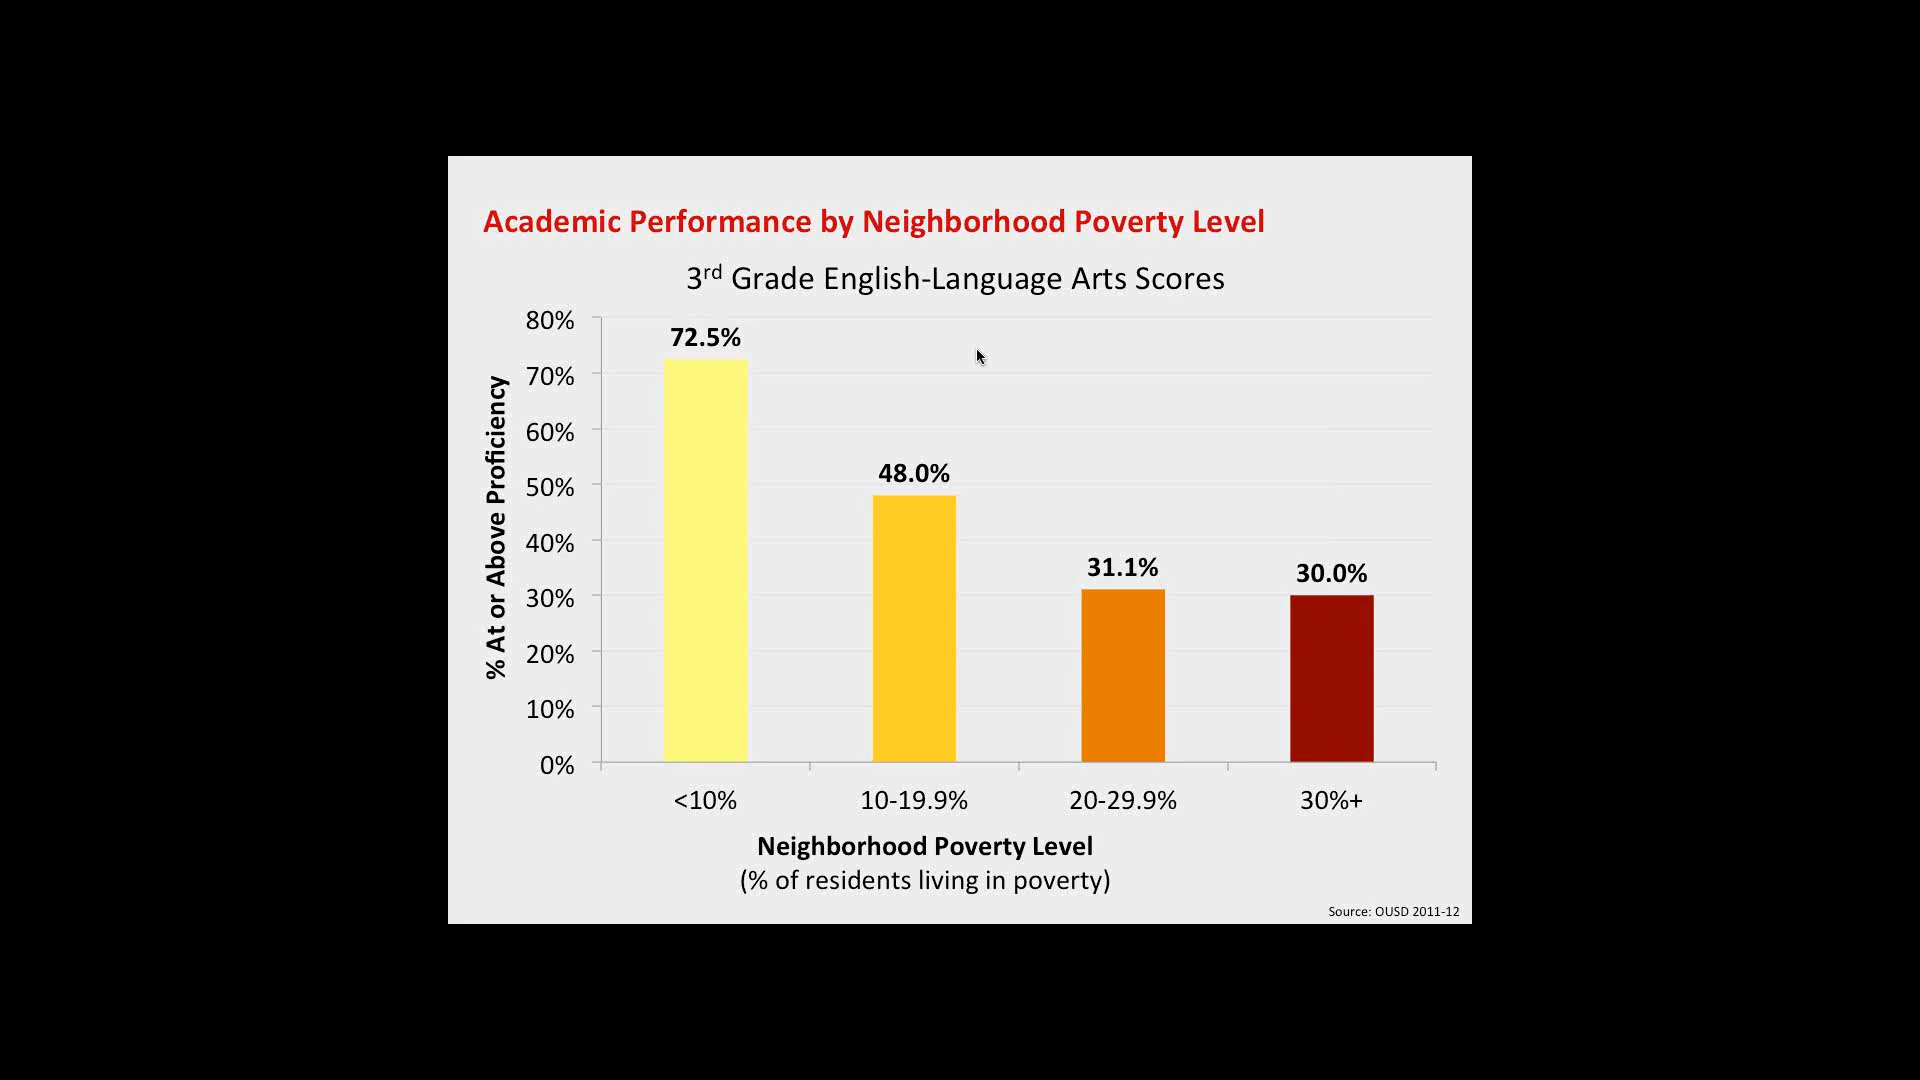 Academic Performance by Neighborhood Poverty Level
3rd Grade English-Language Arts Scores
% At or Above Proficiency
80%
70%
60%
50%
40%
30%
20%
10%
0%
72.5%
48.0%
31.1%
30.0%
<10%
10-19.9%
20-29.9%
30%+
Neighborhood Poverty Level
(% of residents living in poverty)
Source: OUSD 2011-12